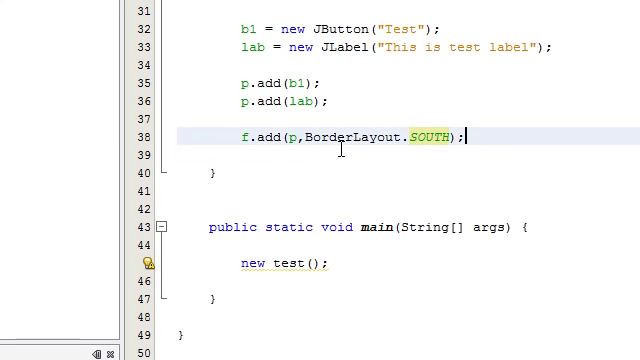 31
32 b1 = new JButton("Test");
33 lab = new JLabel("This is test label");
34
35 p.add(b1);
36 p.add(lab);
37
38 f.add(p,BorderLayout.SOUTH);
39
40 }
41
42
43 public static void main(String[] args) {
44
new test();
46
47 }
48
49 }
50